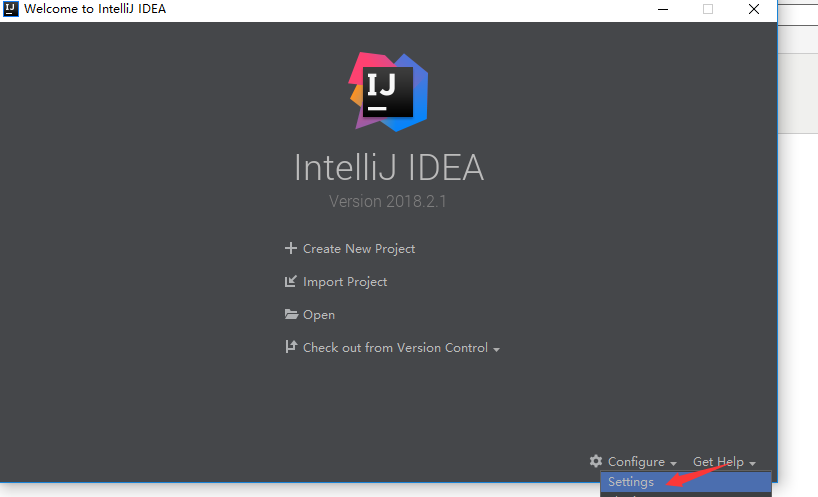 Welcome to IntelliJ IDEA
IJ
IntelliJ IDEA
Version 2018.2.1
Create New Project
Import Project
Open
Check out from Version Control
Configure
Get Help
Settings